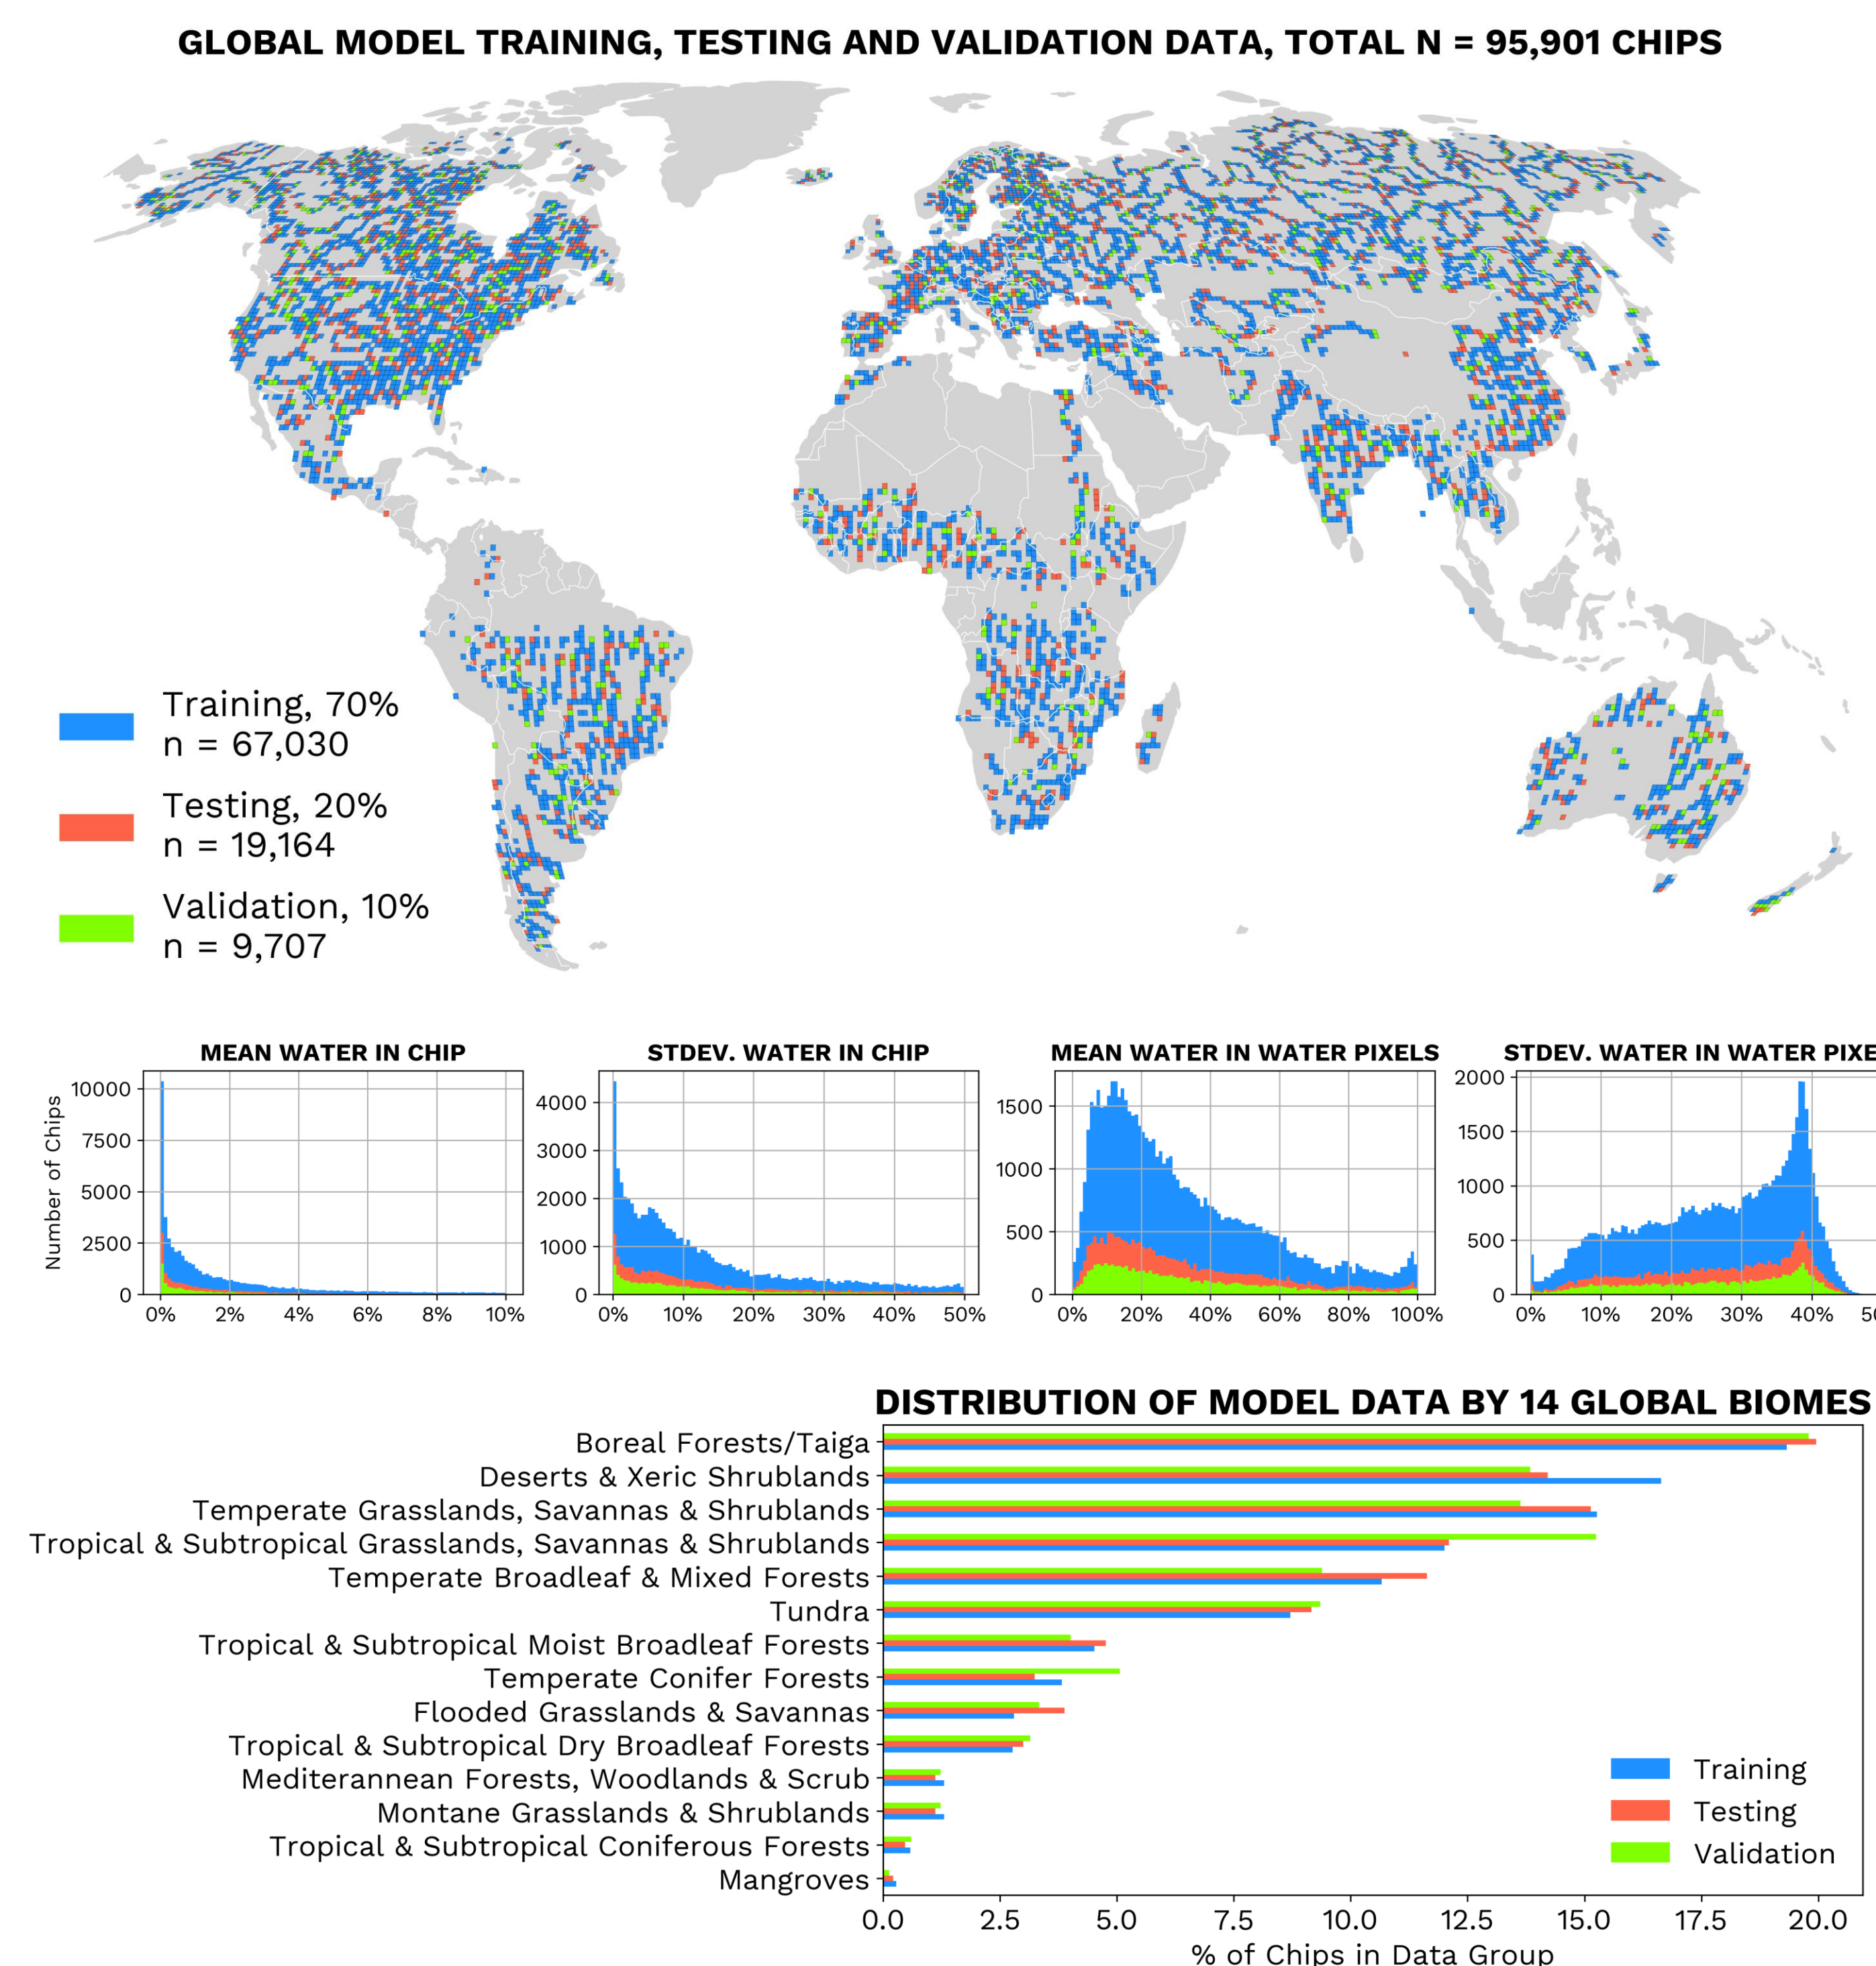 GLOBAL MODEL TRAINING, TESTING AND VALIDATION DATA, TOTAL N = 95,901 CHIPS
Training, 70%
n = 67,030
Testing, 20%
n = 19,164
Validation, 10%
n = 9,707
MEAN WATER IN CHIP
Number of Chips
10000
7500
5000
2500
0
0% 2% 4% 6% 8% 10%
STDEV. WATER IN CHIP
4000
3000
2000
1000
0
0% 10% 20% 30% 40% 50%
MEAN WATER IN WATER PIXELS
1500
1000
500
0
0% 20% 40% 60% 80% 100%
STDEV. WATER IN WATER PIXE
2000
1500
1000
500
0
0% 10% 20% 30% 40% 
DISTRIBUTION OF MODEL DATA BY 14 GLOBAL BIOMES
Boreal Forests/Taiga
Deserts & Xeric Shrublands
Temperate Grasslands, Savannas & Shrublands
Tropical & Subtropical Grasslands, Savannas & Shrublands
Temperate Broadleaf & Mixed Forests
Tundra
Tropical & Subtropical Moist Broadleaf Forests
Temperate Conifer Forests
Flooded Grasslands & Savannas
Tropical & Subtropical Dry Broadleaf Forests
Mediterannean Forests, Woodlands & Scrub
Montane Grasslands & Shrublands
Tropical & Subtropical Coniferous Forests
Mangroves
Training
Testing
Validation
0.0 2.5 5.0 7.5 10.0 12.5 15.0 17.5 20.0
% of Chips in Data Group